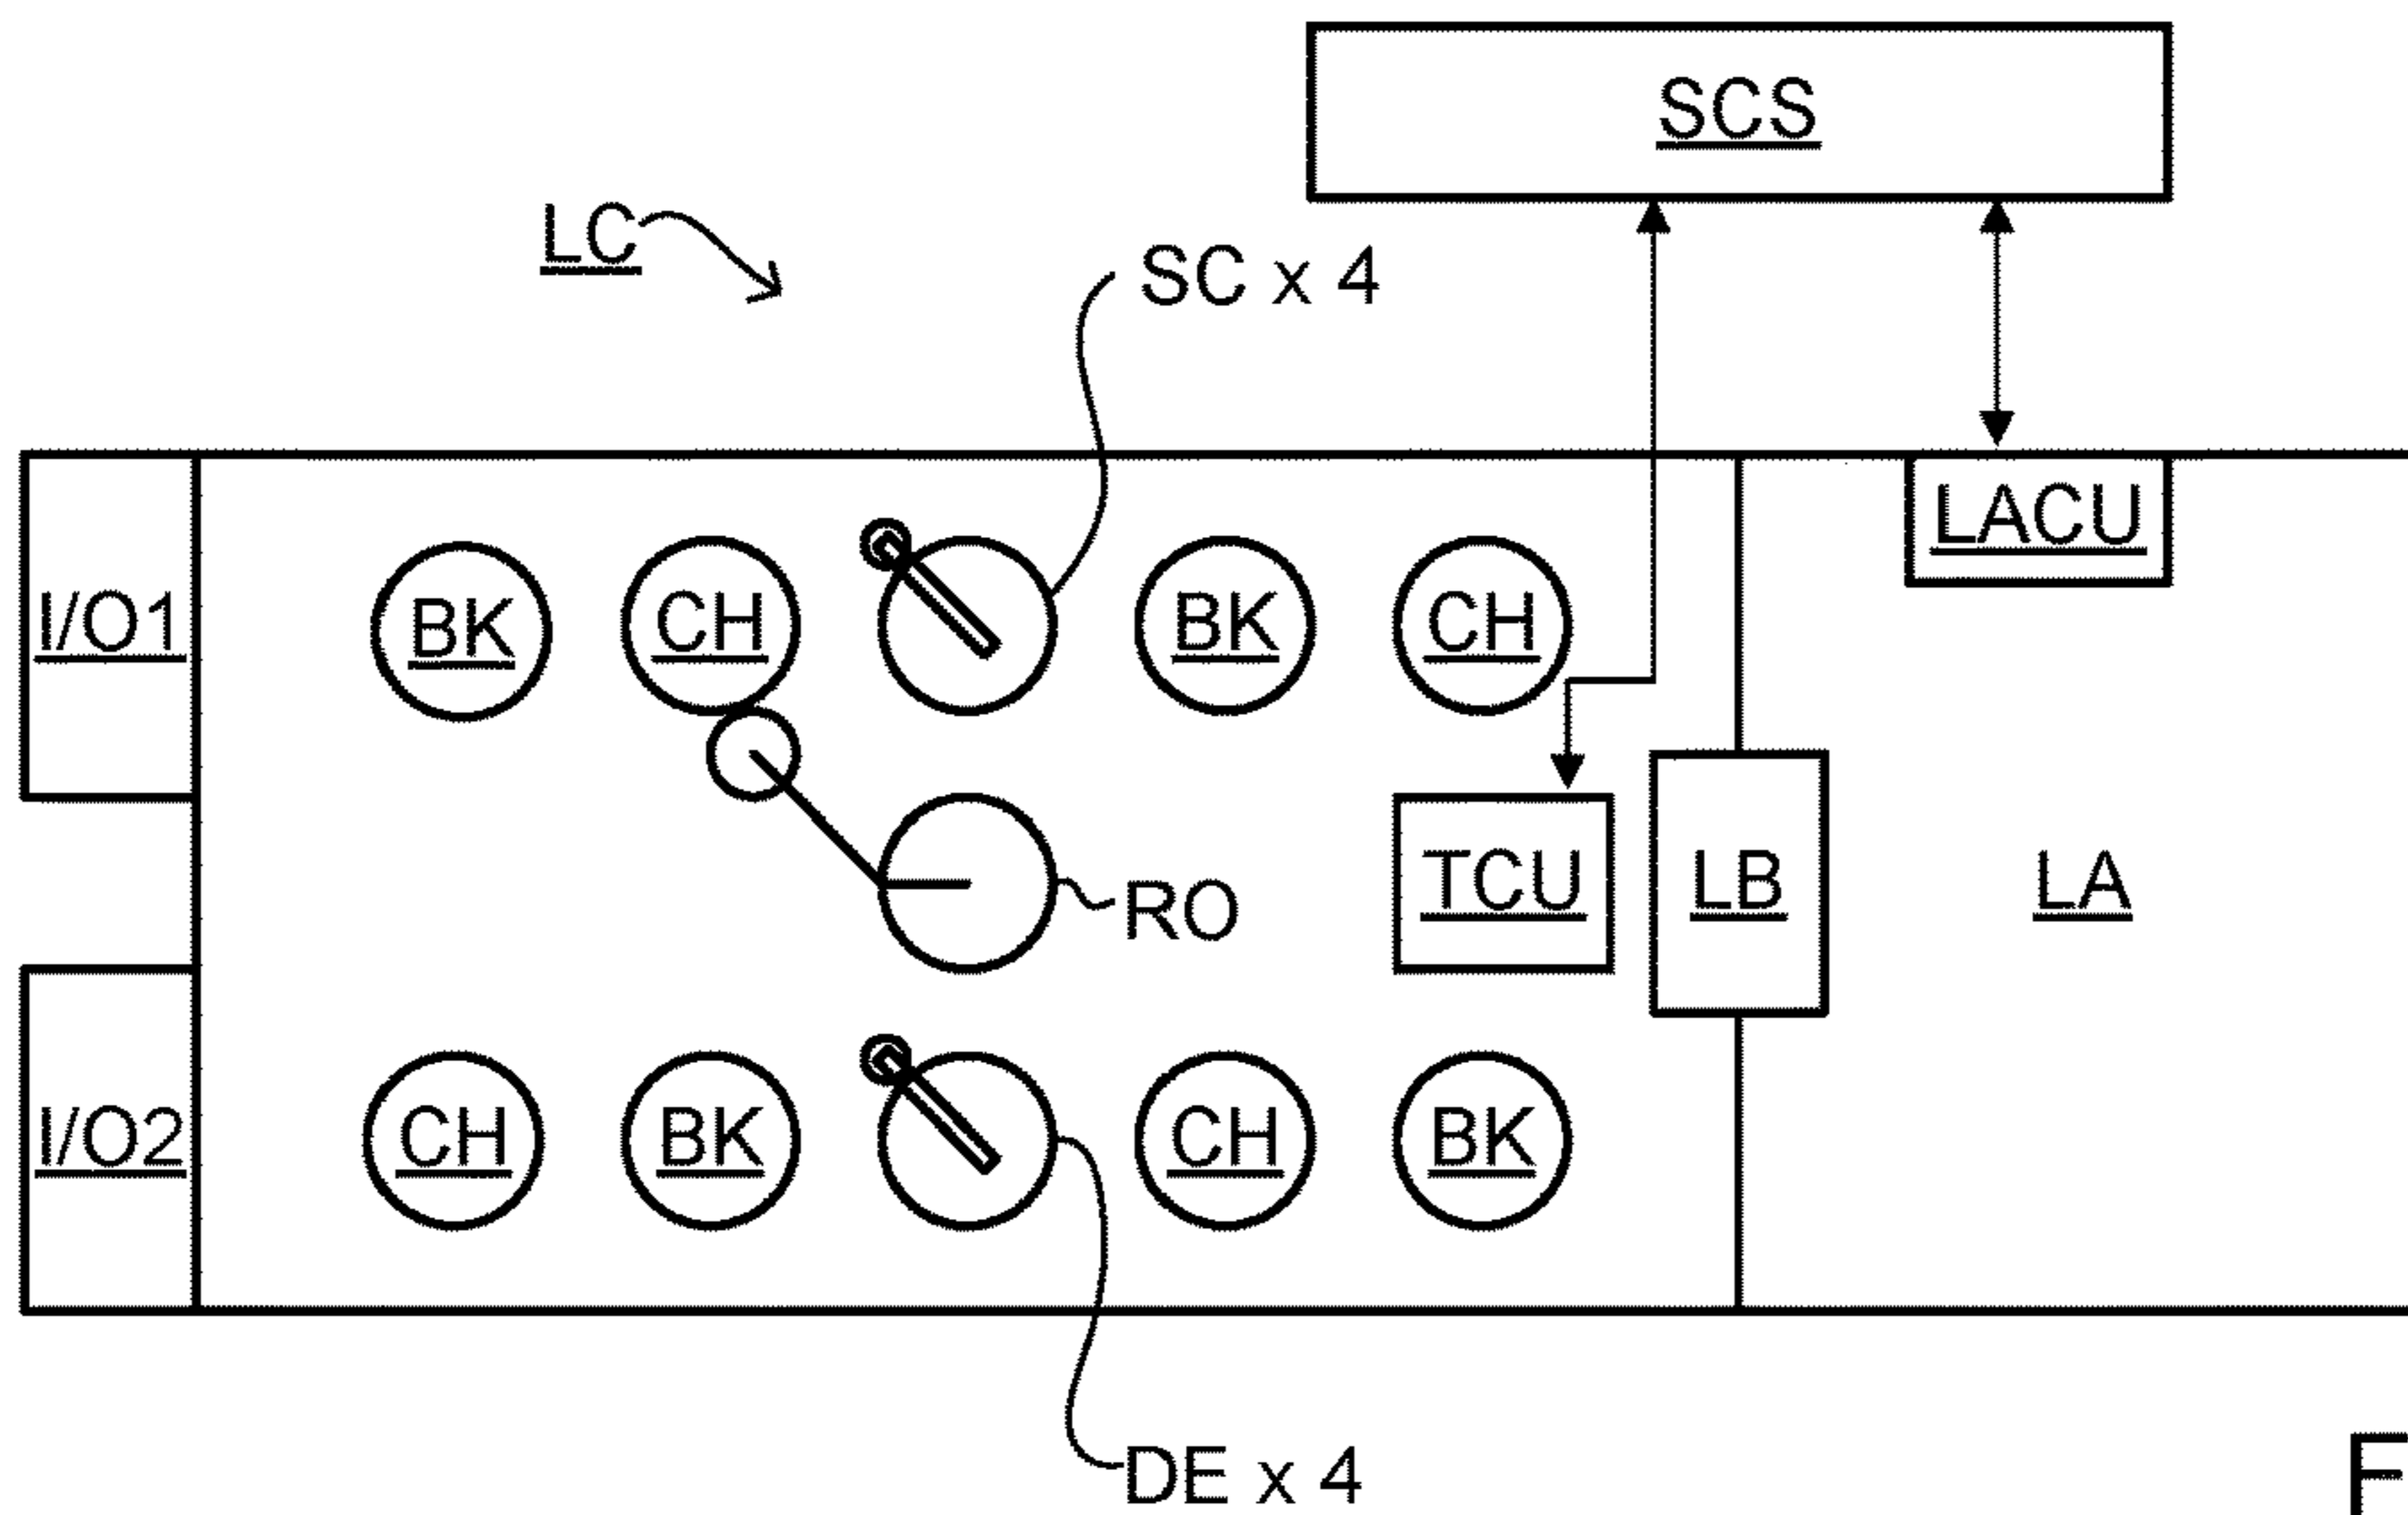 SCS
LC
SC x 4
LACU
I/O1
BK
CH
BK
CH
RO
TCU
LB
LA
I/O2
CH
BK
CH
BK
DE x 4
F